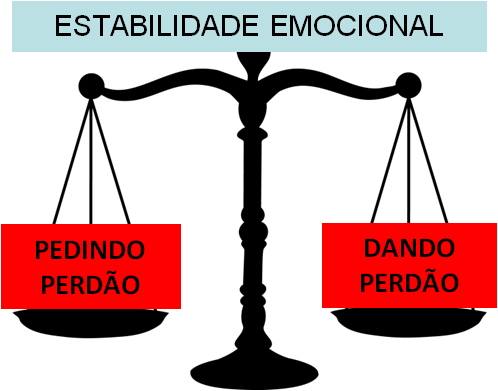 ESTABILIDADE EMOCIONAL
PEDINDO
PERDÃO
DANDO
PERDÃO